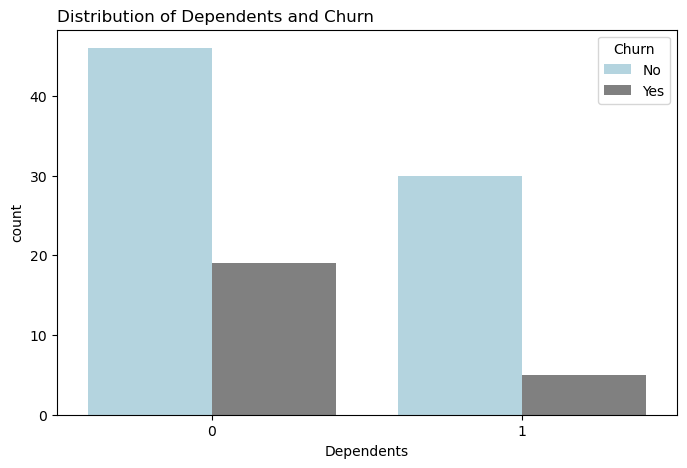 Distribution of Dependents and Churn
Churn
No
Yes
40
30
20
10
0
count
0
1
Dependents